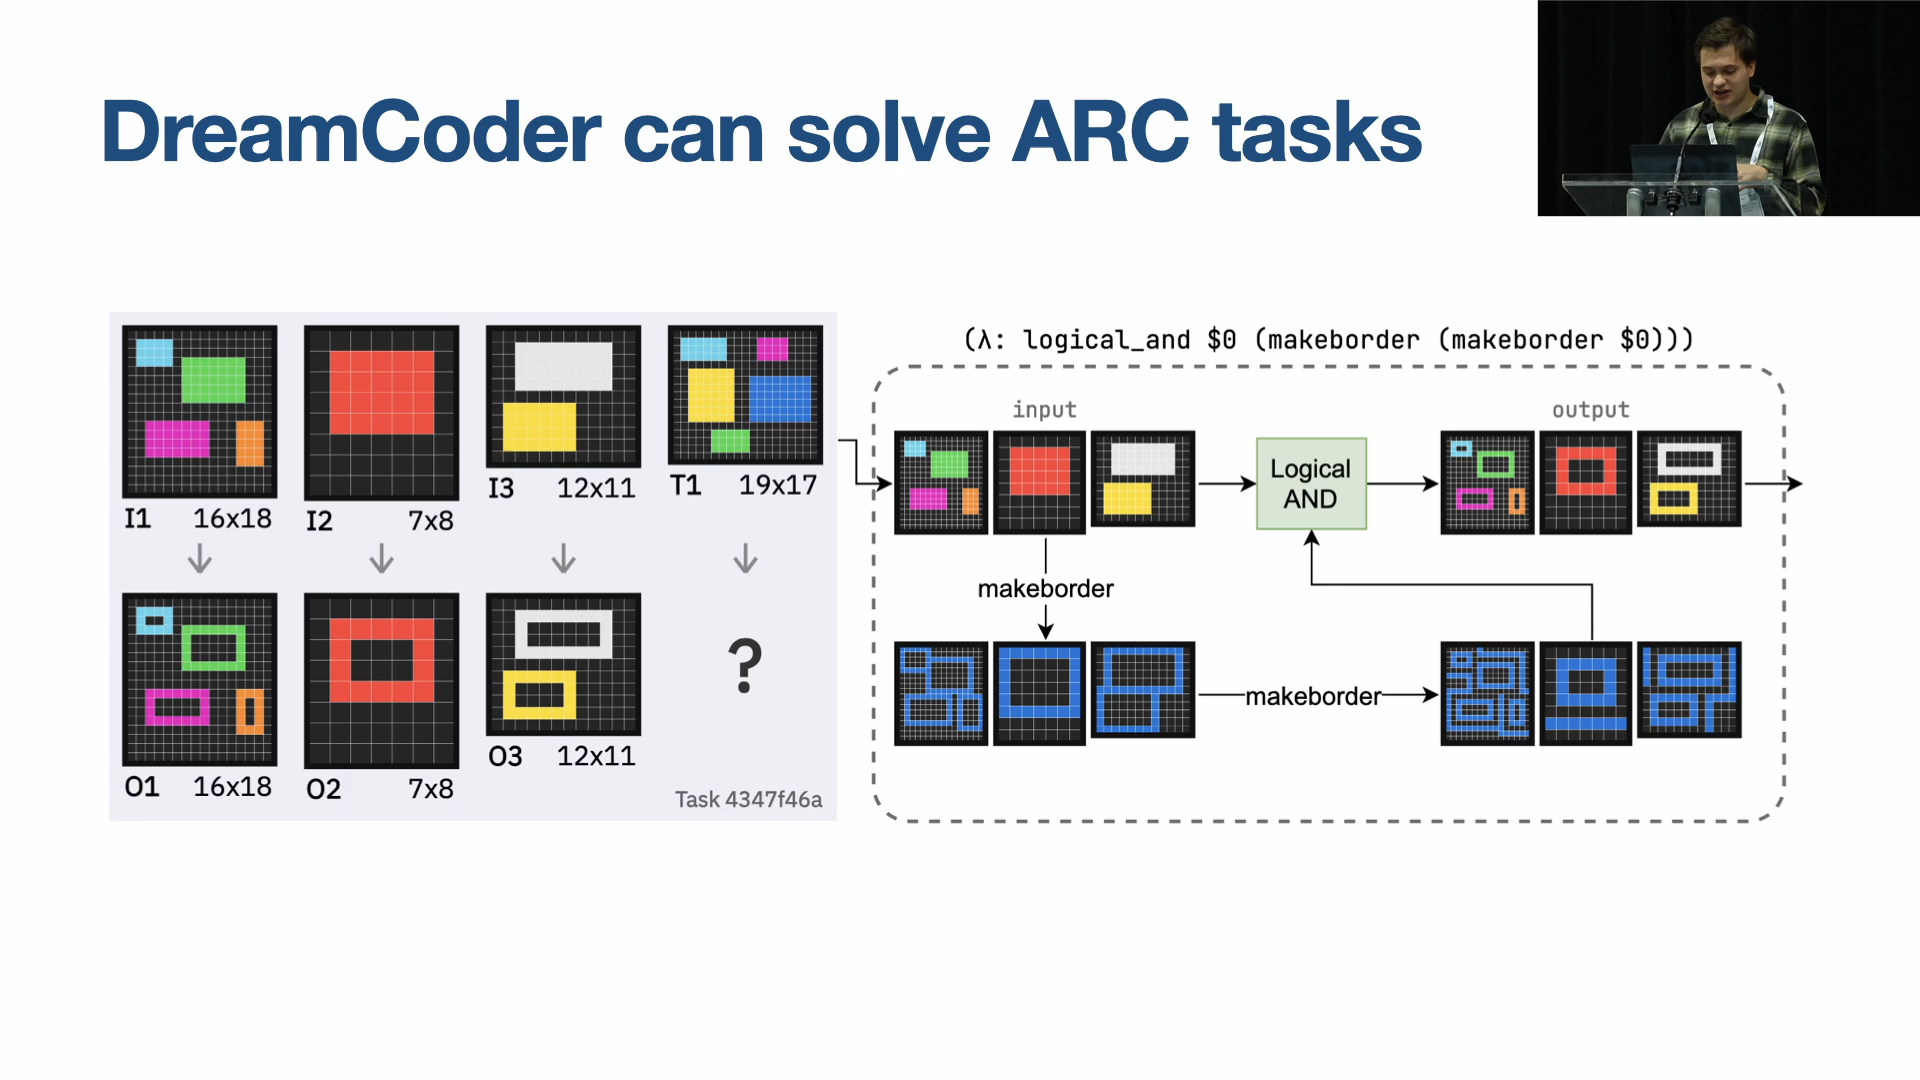 DreamCoder can solve ARC tasks
I1 16x18
I2 7x8
I3 12x11
T1 19x17
O1 16x18
O2 7x8
O3 12x11
?
Task 4347f46a
(λ: logical_and $0 (makeborder (makeborder $0)))
input
output
Logical
AND
makeborder
makeborder